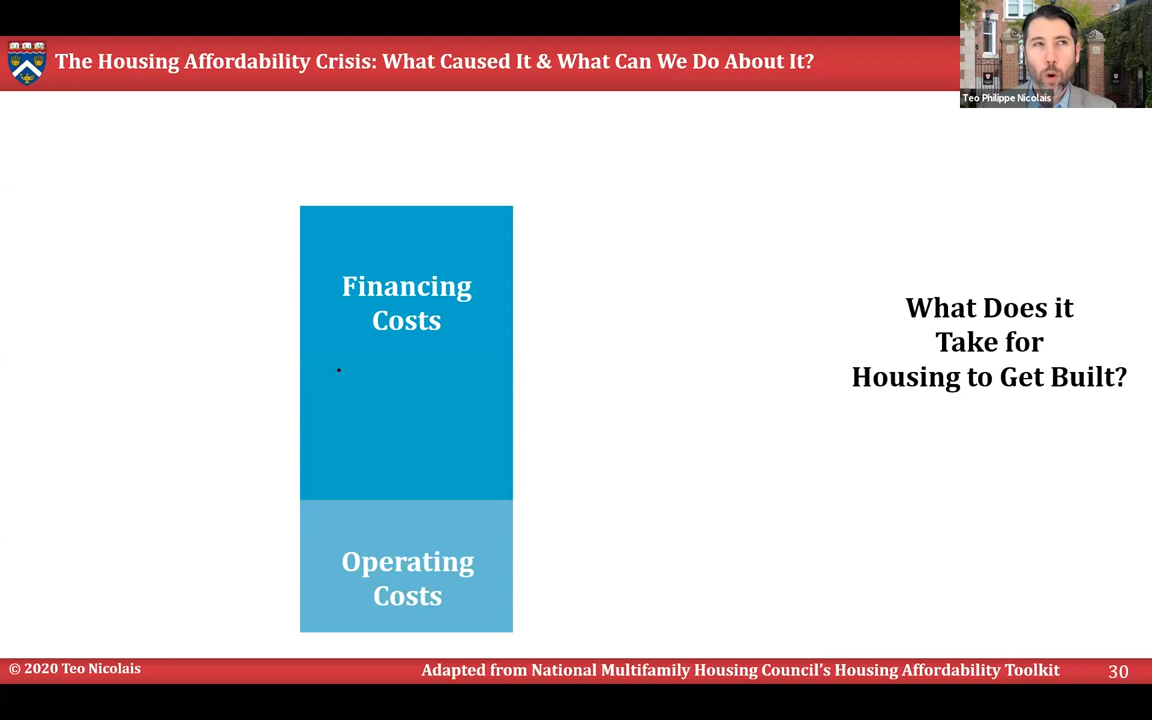 The Housing Affordability Crisis: What Caused It & What Can We Do About It?
Teo Philippe Nicolais
Financing
Costs
What Does it
Take for
Housing to Get Built?
Operating
Costs
© 2020 Teo Nicolais
Adapted from National Multifamily Housing Council's Housing Affordability Toolkit
30